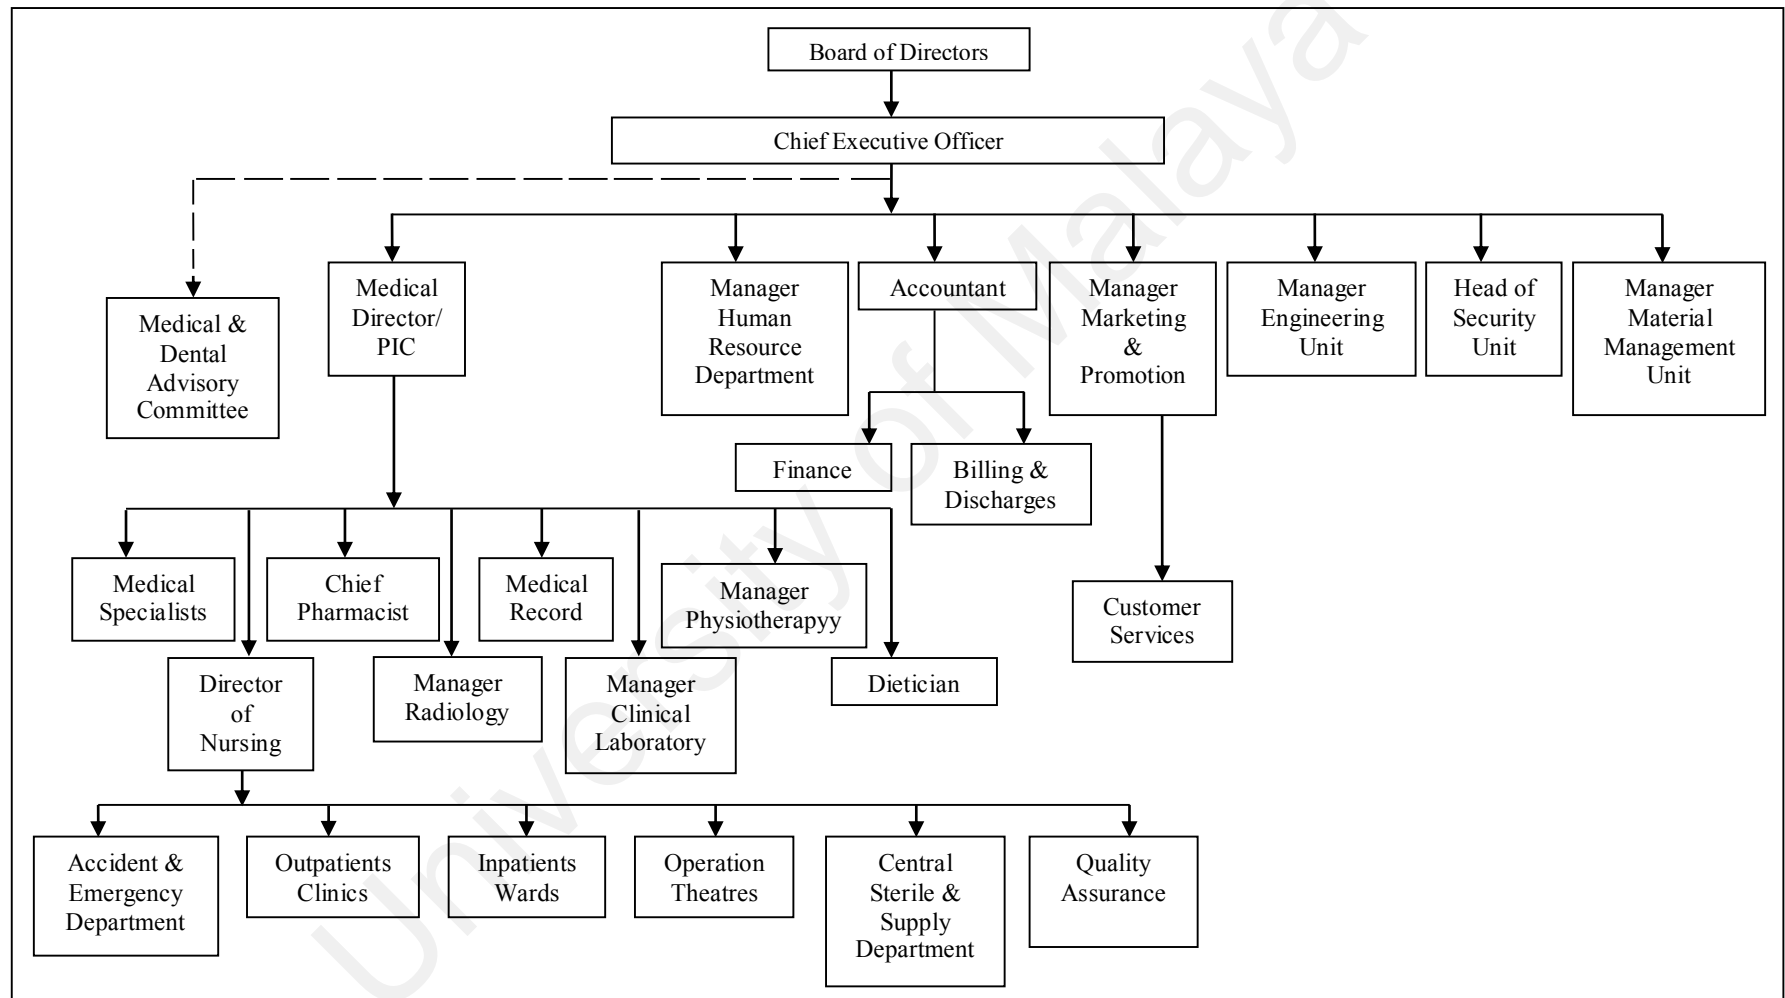 Board of Directors
Chief Executive Officer
Medical &
Dental
Advisory
Committee
Medical
Director/
PIC
Manager
Human
Resource
Department
Accountant
Manager
Marketing
&
Promotion
Manager
Engineering
Unit
Head of
Security
Unit
Manager
Material
Management
Unit
Finance
Billing &
Discharges
Medical
Specialists
Chief
Pharmacist
Medical
Record
Manager
Physiotherapyy
Customer
Services
Director
of
Nursing
Manager
Radiology
Manager
Clinical
Laboratory
Dietician
Accident &
Emergency
Department
Outpatients
Clinics
Inpatients
Wards
Operation
Theatres
Central
Sterile &
Supply
Department
Quality
Assurance
University of Malaya